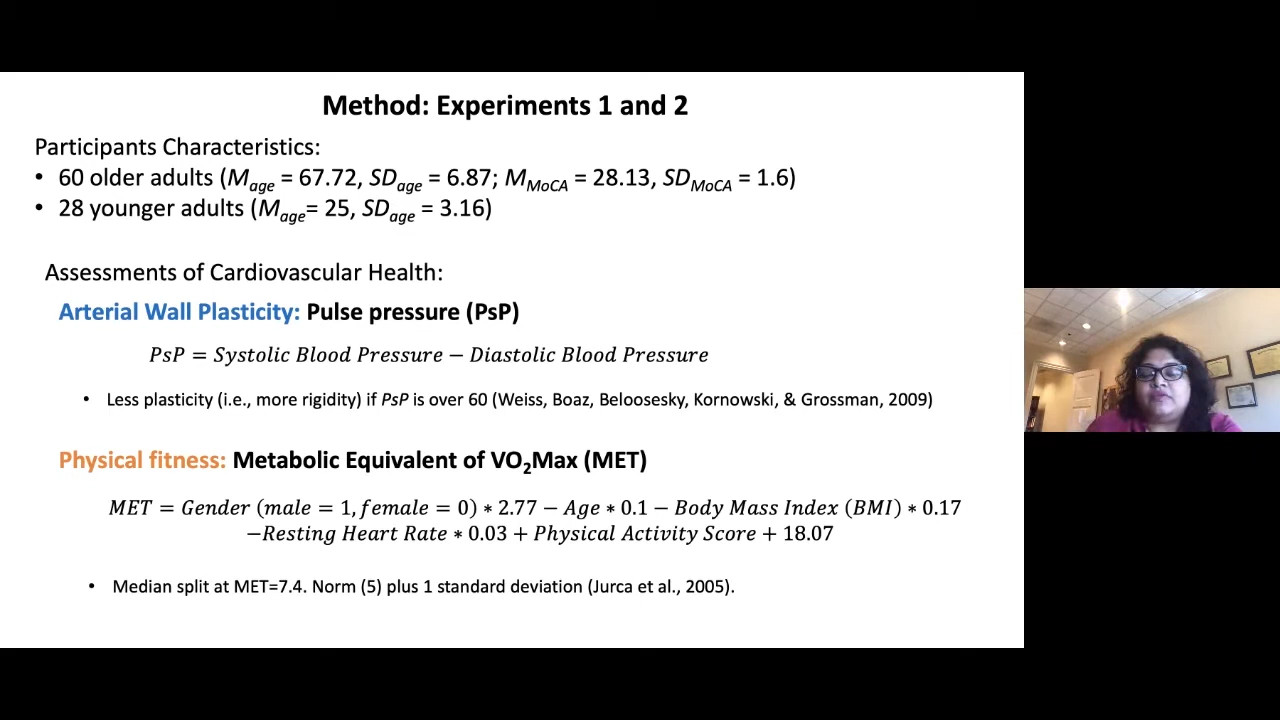 Method: Experiments 1 and 2
Participants Characteristics:
• 60 older adults (Mage = 67.72, SDage = 6.87; MMoCA = 28.13, SDMoCA = 1.6)
• 28 younger adults (Mage= 25, SDage = 3.16)
Assessments of Cardiovascular Health:
Arterial Wall Plasticity: Pulse pressure (PsP)
PsP = Systolic Blood Pressure − Diastolic Blood Pressure
• Less plasticity (i.e., more rigidity) if PsP is over 60 (Weiss, Boaz, Beloosesky, Kornowski, & Grossman, 2009)
Physical fitness: Metabolic Equivalent of VO2Max (MET)
MET = Gender (male = 1, female = 0) * 2.77 − Age * 0.1 − Body Mass Index (BMI) * 0.17
−Resting Heart Rate * 0.03 + Physical Activity Score + 18.07
• Median split at MET=7.4. Norm (5) plus 1 standard deviation (Jurca et al., 2005).